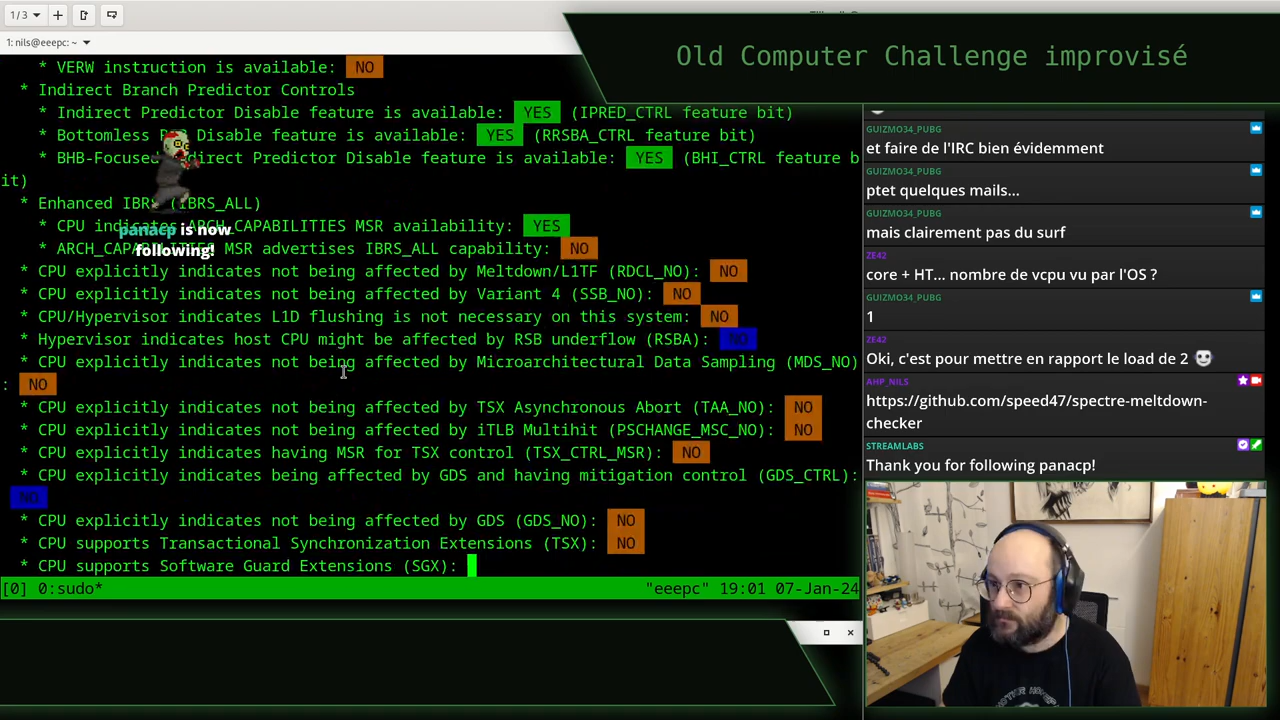 1/3
1: nils@eeepc: ~
Old Computer Challenge improvisé
* VERW instruction is available: NO
* Indirect Branch Predictor Controls
* Indirect Predictor Disable feature is available: YES (IPRED_CTRL feature bit)
* Bottomless Disable feature is available: YES (RRSBA_CTRL feature bit)
* BHB-Focused Indirect Predictor Disable feature is available: YES (BHI_CTRL feature b
it)
* Enhanced IBRS (IBRS_ALL)
* CPU indicates ARCH_CAPABILITIES MSR availability: YES
* ARCH_CAPABILITIES MSR advertises IBRS_ALL capability: NO
* CPU explicitly indicates not being affected by Meltdown/L1TF (RDCL_NO): NO
* CPU explicitly indicates not being affected by Variant 4 (SSB_NO): NO
* CPU/Hypervisor indicates L1D flushing is not necessary on this system: NO
* Hypervisor indicates host CPU might be affected by RSB underflow (RSBA): NO
* CPU explicitly indicates not being affected by Microarchitectural Data Sampling (MDS_NO)
: NO
* CPU explicitly indicates not being affected by TSX Asynchronous Abort (TAA_NO): NO
* CPU explicitly indicates not being affected by iTLB Multihit (PSCHANGE_MSC_NO): NO
* CPU explicitly indicates having MSR for TSX control (TSX_CTRL_MSR): NO
* CPU explicitly indicates being affected by GDS and having mitigation control (GDS_CTRL):
NO
* CPU explicitly indicates not being affected by GDS (GDS_NO): NO
* CPU supports Transactional Synchronization Extensions (TSX): NO
* CPU supports Software Guard Extensions (SGX):
[0] 0:sudo* "eeepc" 19:01 07-Jan-24
panacp is now
following!
GUIZMO34_PUBG
et faire de l'IRC bien évidemment
GUIZMO34_PUBG
ptet quelques mails...
GUIZMO34_PUBG
mais clairement pas du surf
ZE42
core + HT... nombre de vcpu vu par l'OS ?
GUIZMO34_PUBG
1
ZE42
Oki, c'est pour mettre en rapport le load de 2
AHP_NILS
https://github.com/speed47/spectre-meltdown-
checker
STREAMLABS
Thank you for following panacp!